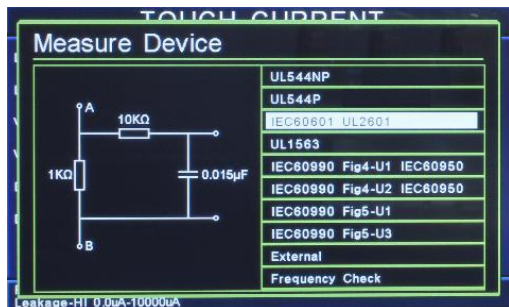 TOUCH CURRENT
Measure Device
A
10KΩ
1KΩ
0.015μF
B
UL544NP
UL544P
IEC60601 UL2601
UL1563
IEC60990 Fig4-U1 IEC60950
IEC60990 Fig4-U2 IEC60950
IEC60990 Fig5-U1
IEC60990 Fig5-U3
External
Frequency Check
Leakage-HI 0.0uA-10000uA